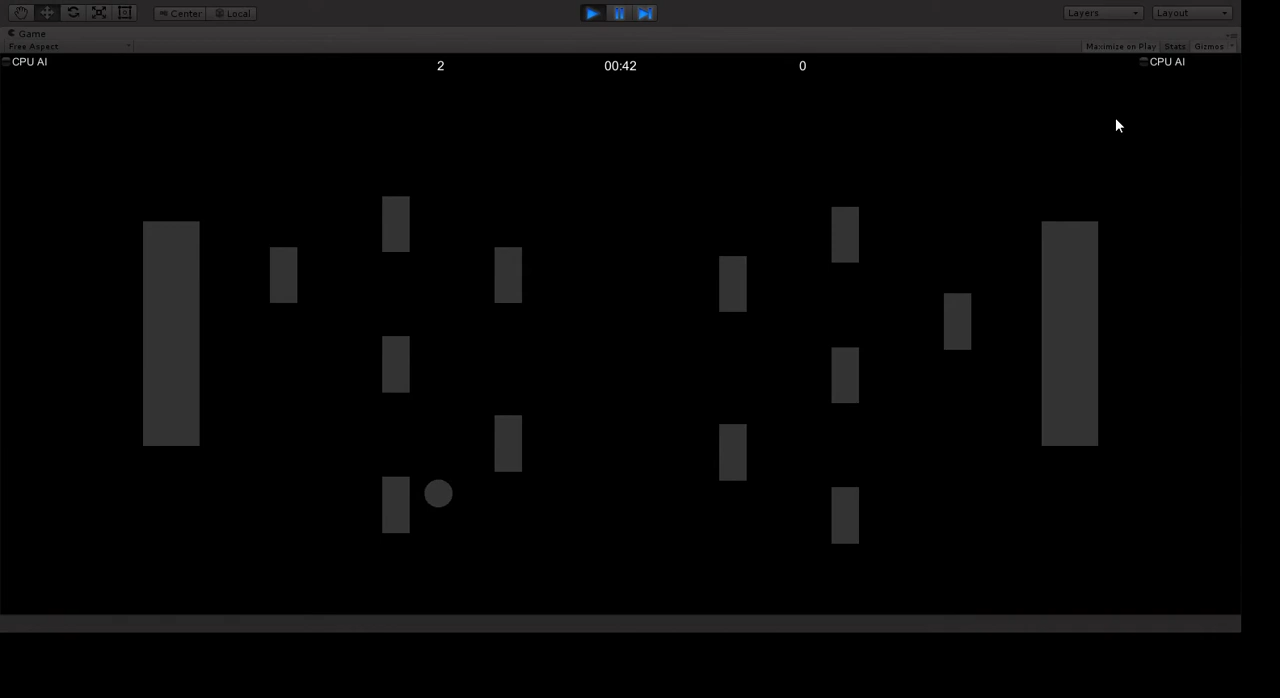 Center Local Layers Layout
Game
Free Aspect Maximize on Play Stats Gizmos
CPU AI 2 00:42 0 CPU AI